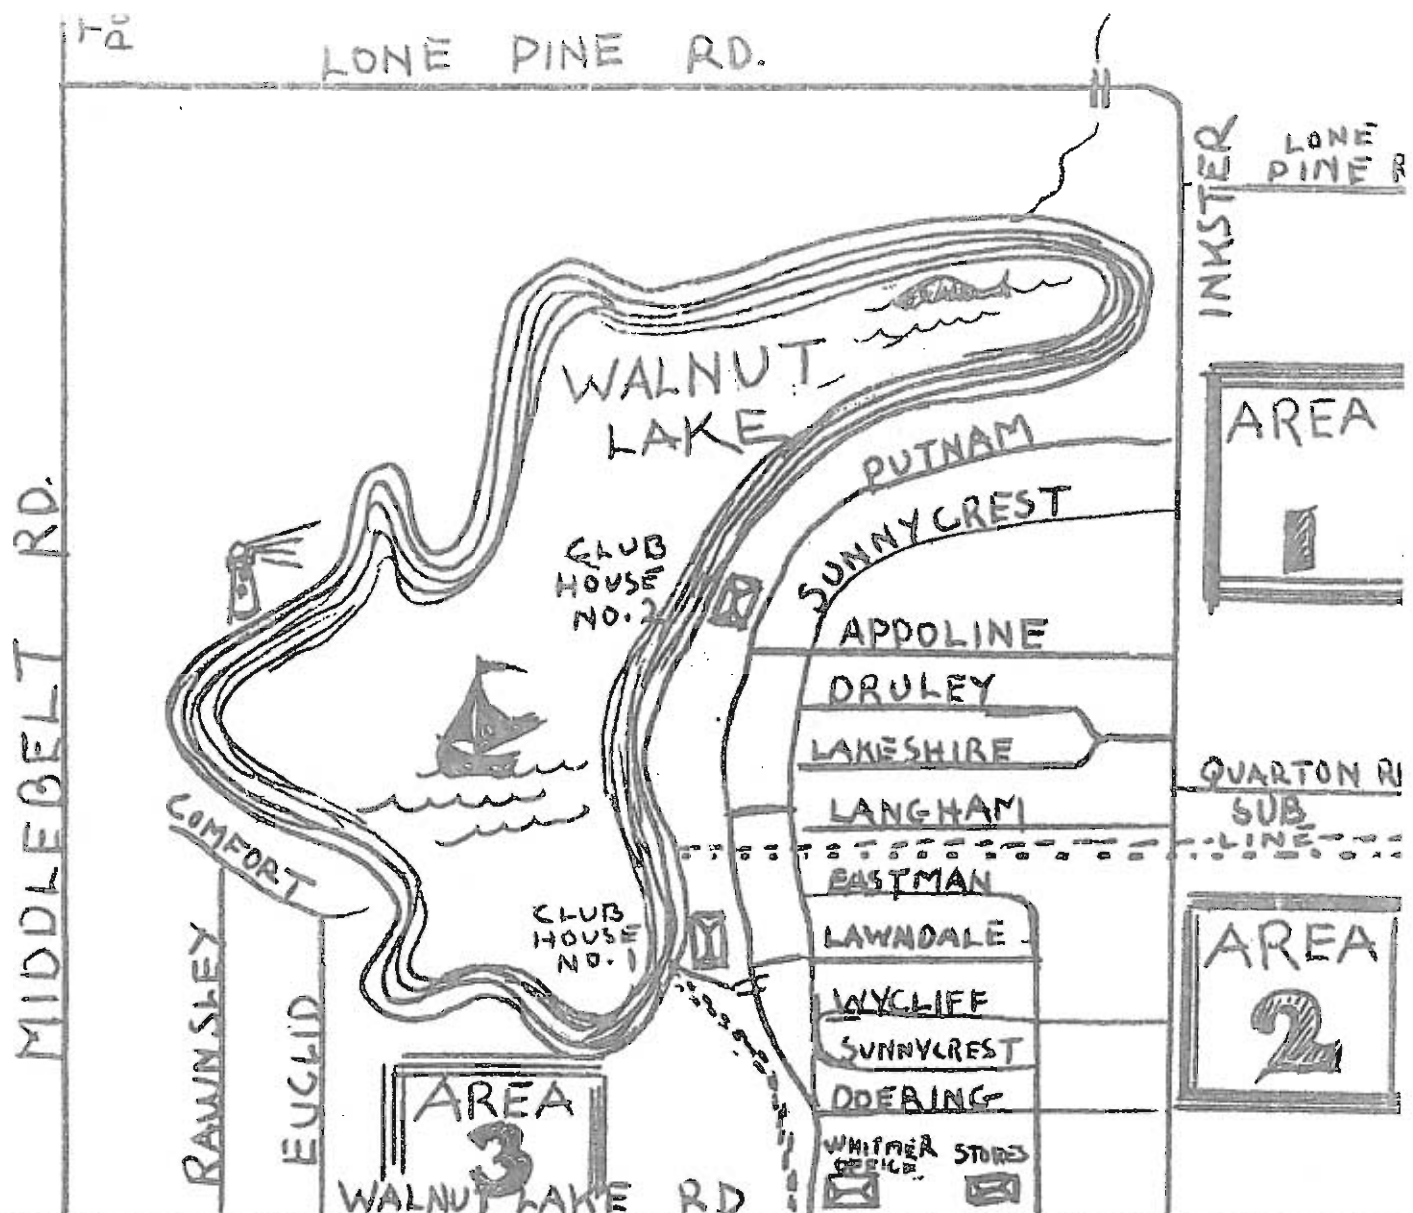 LONE PINE RD.
INKSTER
LONE
PINE R
WALNUT
LAKE
AREA
1
PUTNAM
SUNNYCREST
MIDDLEBELT RD.
CLUB
HOUSE
NO. 2
APPOLINE
DRULEY
LAKESHIRE
QUARTON R
LANGHAM
SUB
LINE
COMFORT
EASTMAN
CLUB
HOUSE
NO. 1
LAWNDALE
AREA
2
RAWNSLEY
EUCLID
WYCLIFF
SUNNYCREST
DOERING
AREA
3
WHITMER
OFFICE
STORES
WALNUT LAKE RD